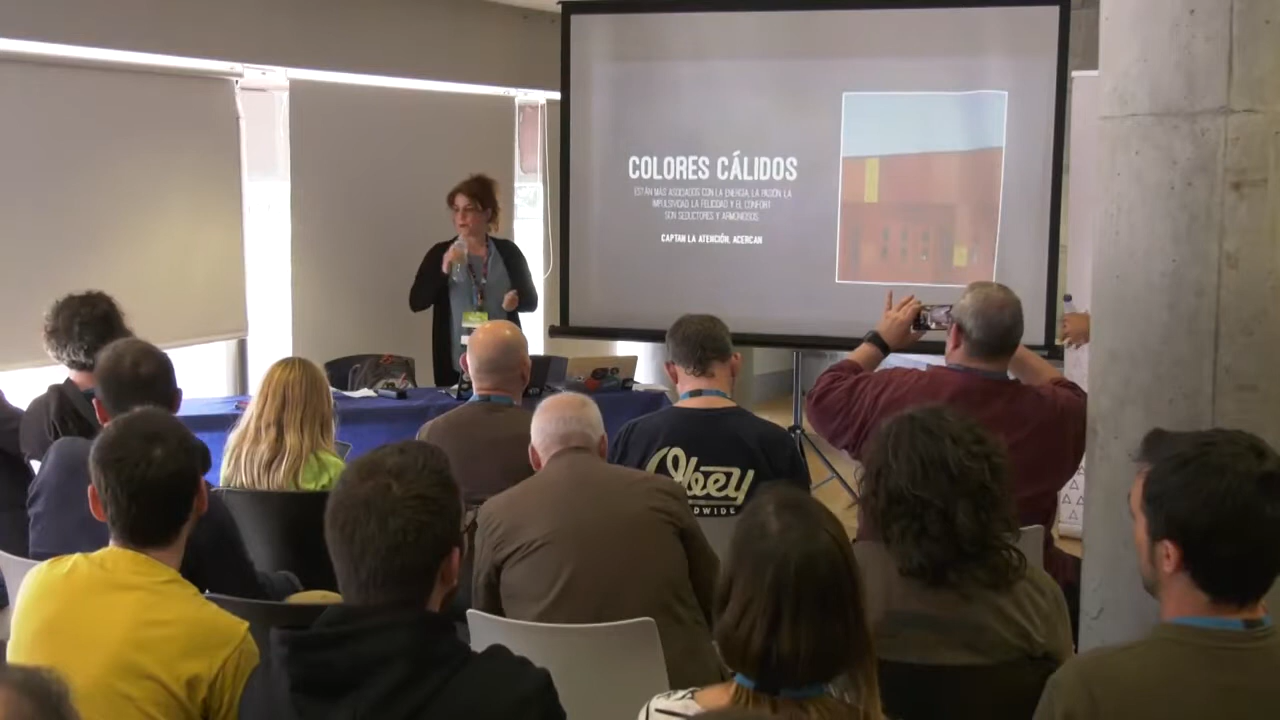 COLORES CÁLIDOS
ESTÁN MÁS ASOCIADOS CON LA ENERGÍA, LA PASIÓN, LA
IMPULSIVIDAD, LA FELICIDAD Y EL CONFORT
SON SEDUCTORES Y ARMONIOSOS
CAPTAN LA ATENCIÓN, ACERCAN
Obey
DWIDE